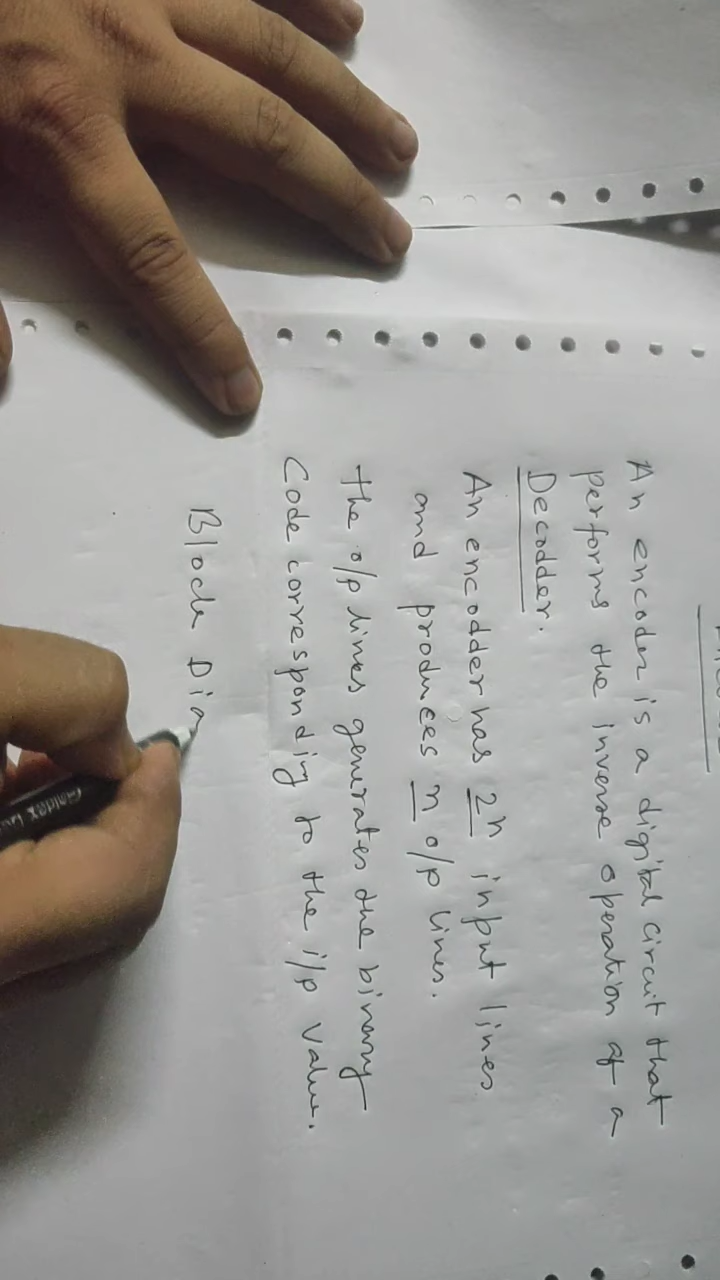 An encoder is a digital circuit that
performs the inverse operation of a
Decodder.
An encodder has 2ⁿ input lines
and produces n o/p lines.
The o/p lines generates the binary
Code corresponding to the i/p value.
Block Dia